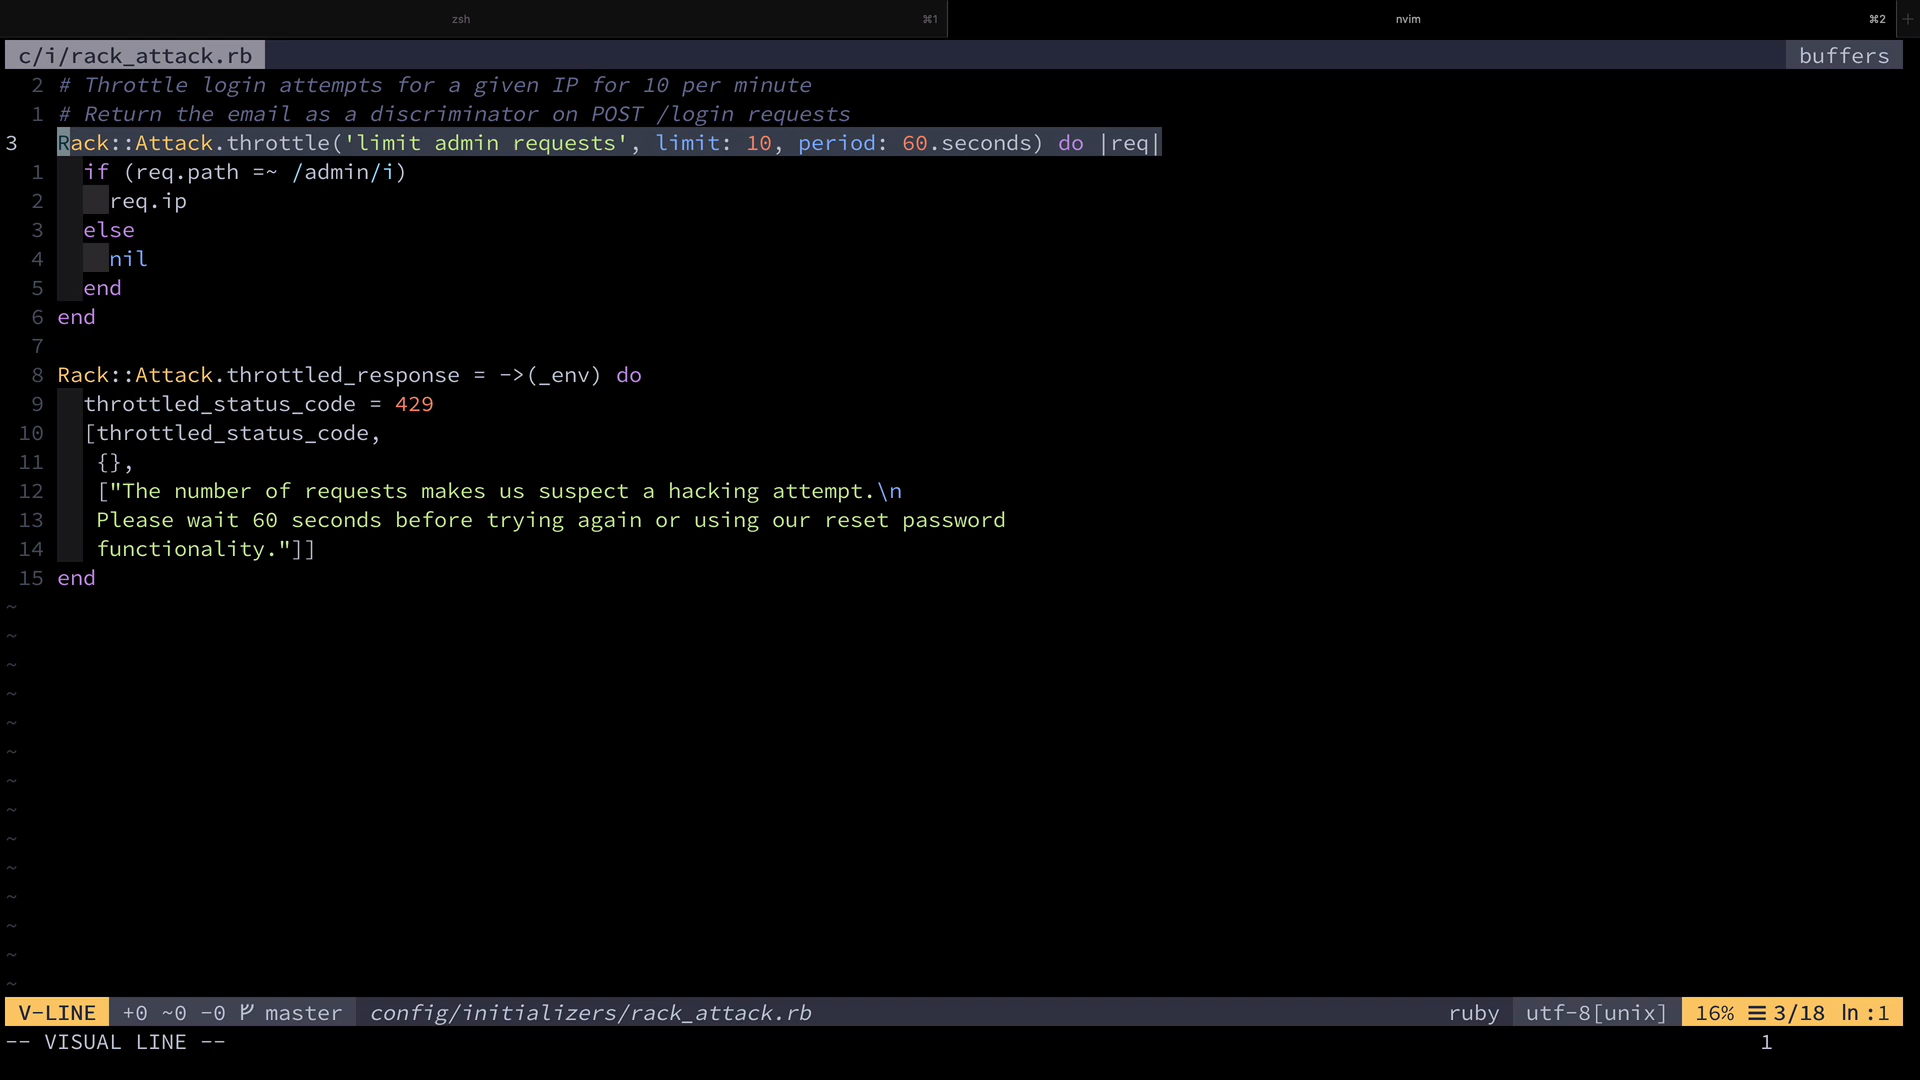 zsh ⌘1 nvim ⌘2 +
c/i/rack_attack.rb buffers
2 # Throttle login attempts for a given IP for 10 per minute
1 # Return the email as a discriminator on POST /login requests
3 Rack::Attack.throttle('limit admin requests', limit: 10, period: 60.seconds) do |req|
1 if (req.path =~ /admin/i)
2 req.ip
3 else
4 nil
5 end
6 end
7
8 Rack::Attack.throttled_response = ->(_env) do
9 throttled_status_code = 429
10 [throttled_status_code,
11 {},
12 ["The number of requests makes us suspect a hacking attempt.\n
13 Please wait 60 seconds before trying again or using our reset password
14 functionality."]]
15 end
~
~
~
~
~
~
~
~
~
~
~
~
~
~
V-LINE +0 ~0 -0 master config/initializers/rack_attack.rb ruby utf-8[unix] 16% ☰ 3/18 ln :1
-- VISUAL LINE -- 1